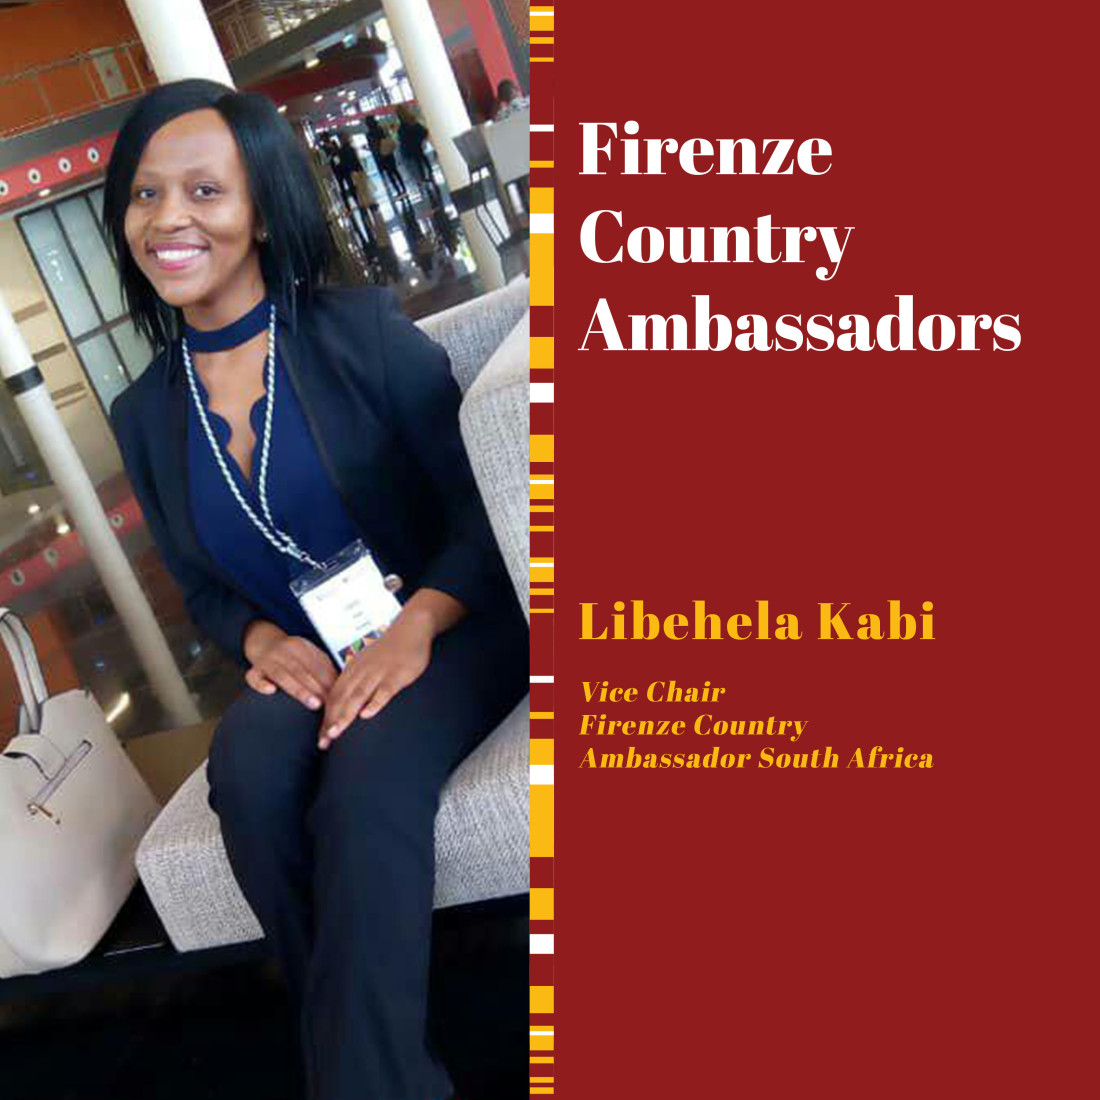 Firenze
Country
Ambassadors
Libehela Kabi
Vice Chair
Firenze Country
Ambassador South Africa